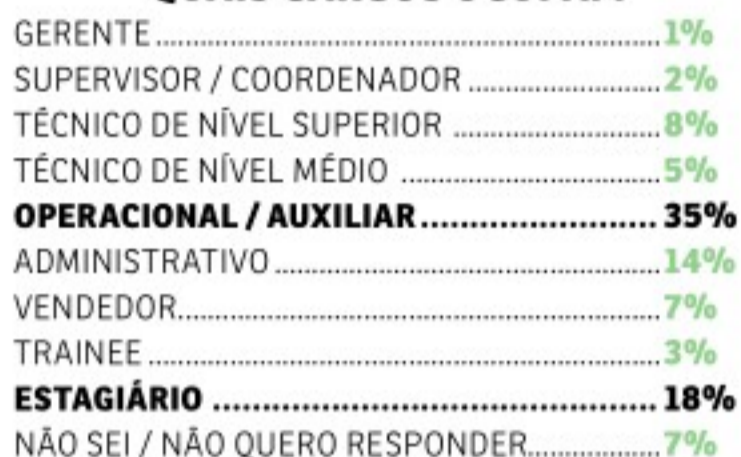 GERENTE 1%
SUPERVISOR / COORDENADOR 2%
TÉCNICO DE NÍVEL SUPERIOR 8%
TÉCNICO DE NÍVEL MÉDIO 5%
OPERACIONAL / AUXILIAR 35%
ADMINISTRATIVO 14%
VENDEDOR 7%
TRAINEE 3%
ESTAGIÁRIO 18%
NÃO SEI / NÃO QUERO RESPONDER 7%